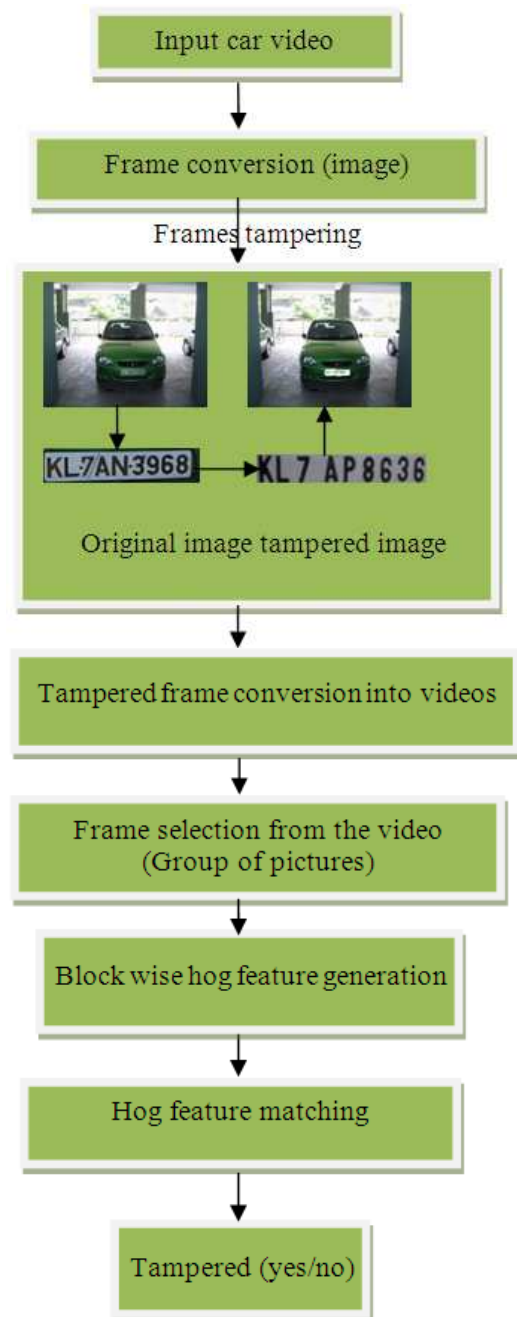 Input car video
Frame conversion (image)
Frames tampering
KL·7AN·3968
KL 7 AP 8636
Original image tampered image
Tampered frame conversion into videos
Frame selection from the video
(Group of pictures)
Block wise hog feature generation
Hog feature matching
Tampered (yes/no)